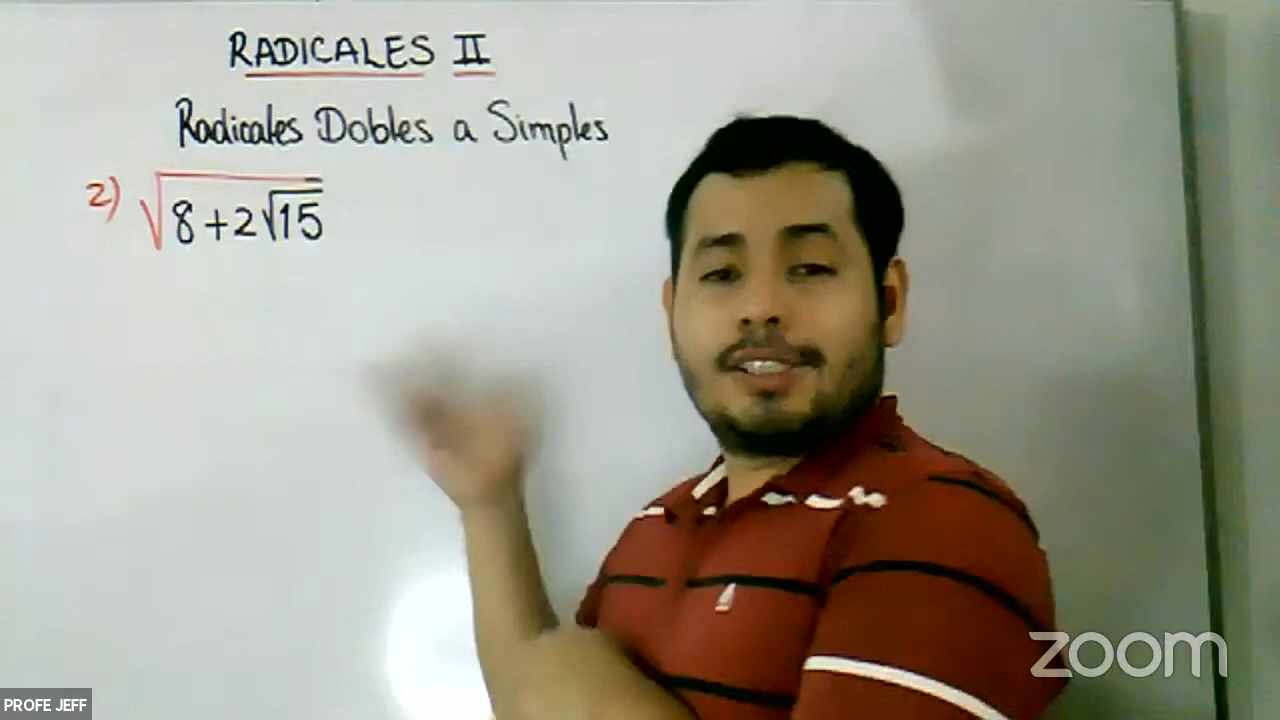 RADICALES II
Radicales Dobles a Simples
2) √8+2√15
zoom
PROFE JEFF